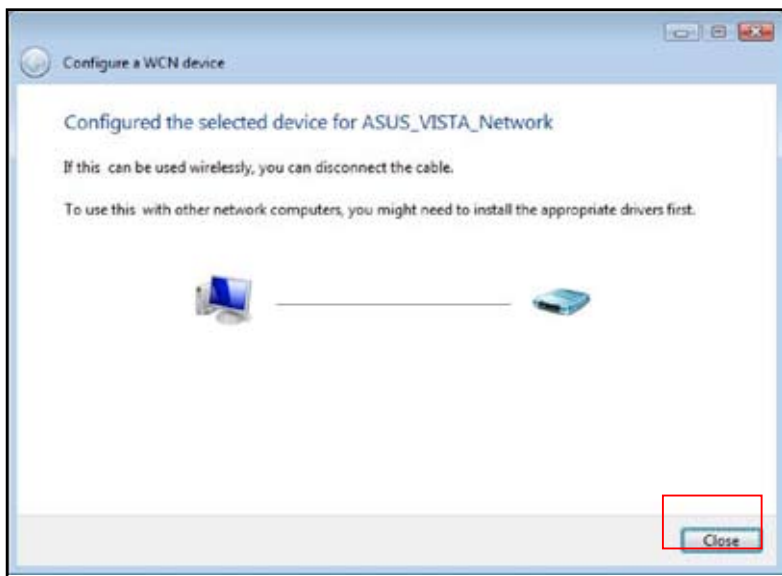 Configure a WCN device
Configured the selected device for ASUS_VISTA_Network
If this can be used wirelessly, you can disconnect the cable.
To use this with other network computers, you might need to install the appropriate drivers first.
Close